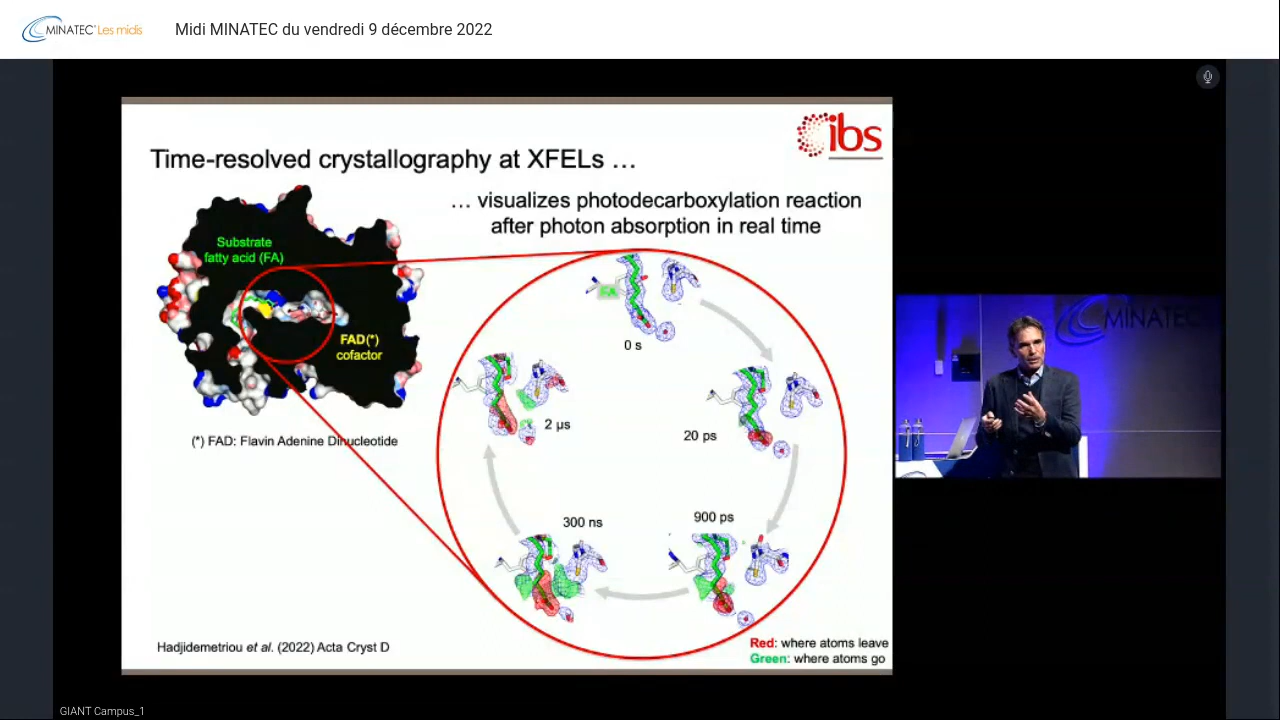 MINATEC Les midis
Midi MINATEC du vendredi 9 décembre 2022
ibs
Time-resolved crystallography at XFELs …
… visualizes photodecarboxylation reaction
after photon absorption in real time
Substrate
fatty acid (FA)
FAD(*)
cofactor
(*) FAD: Flavin Adenine Dinucleotide
FA
0 s
20 ps
900 ps
300 ns
2 µs
Hadjidemetriou et al. (2022) Acta Cryst D
Red: where atoms leave
Green: where atoms go
MINATEC
GIANT Campus_1